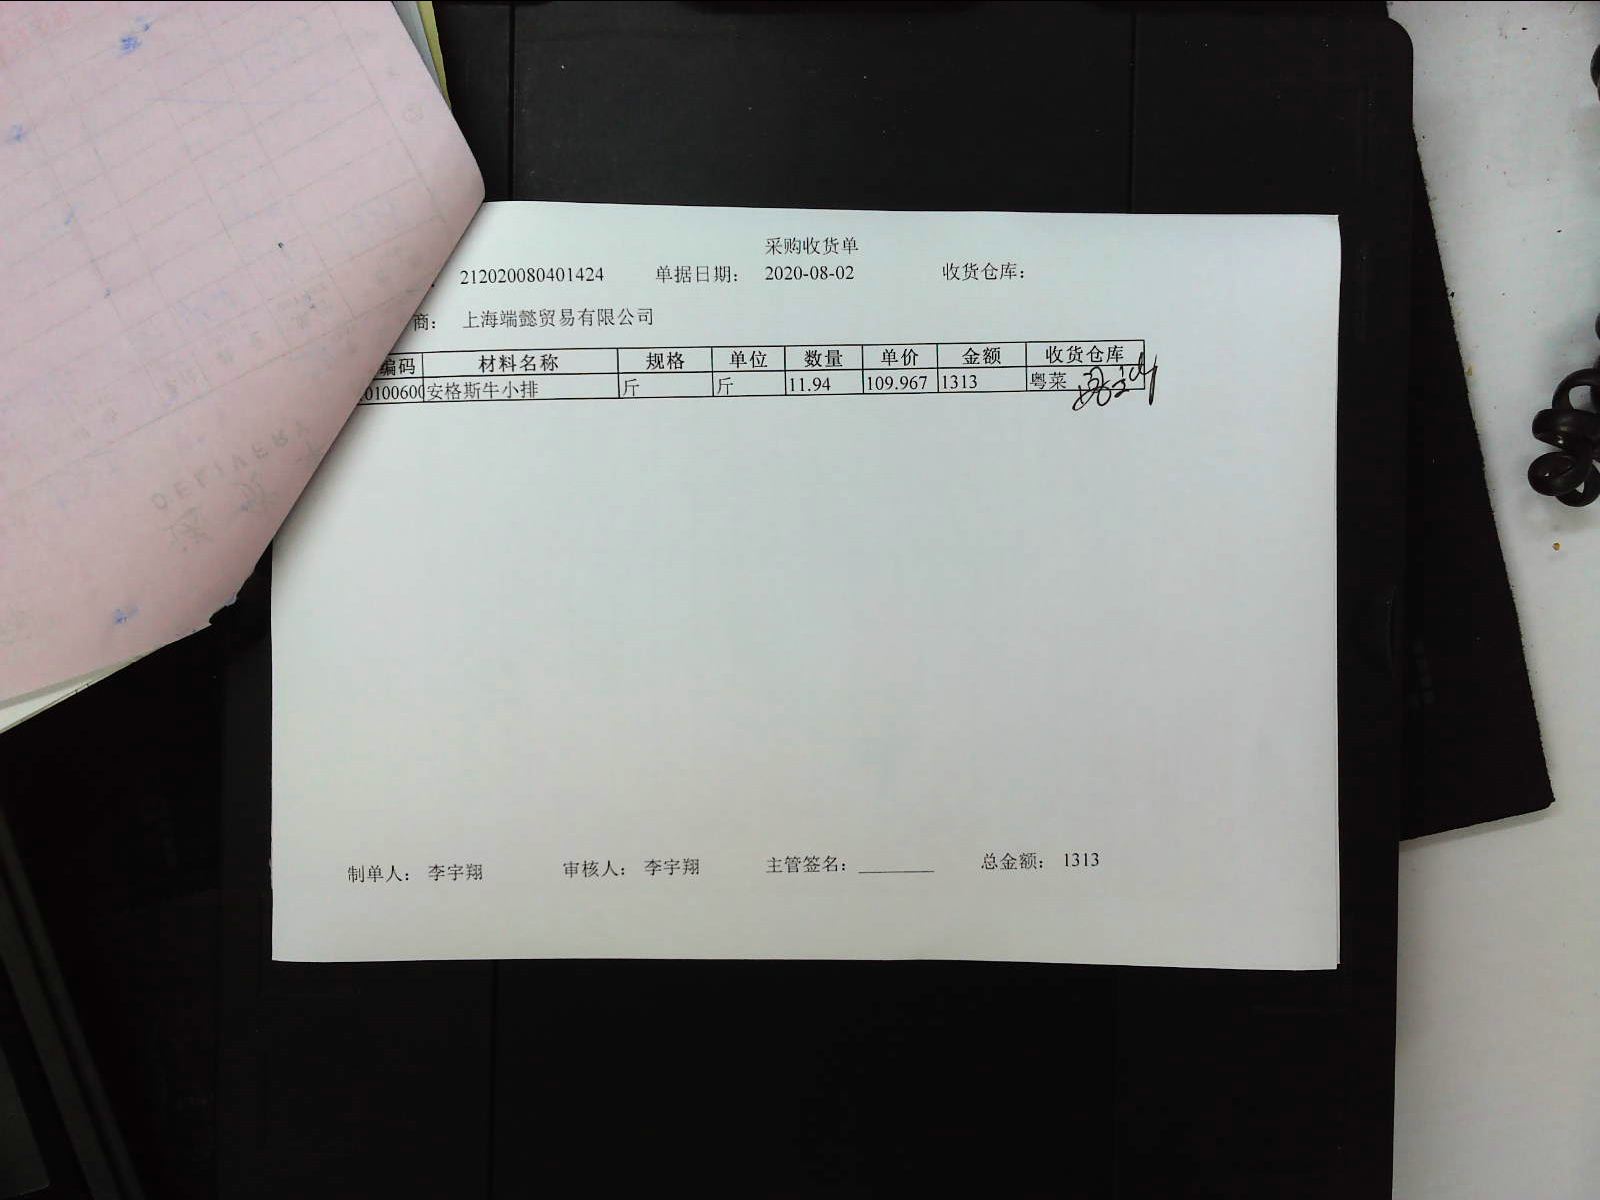 采购收货单
212020080401424 单据日期： 2020-08-02 收货仓库：
商： 上海端懿贸易有限公司
编码 材料名称 规格 单位 数量 单价 金额 收货仓库
0100600 安格斯牛小排 斤 斤 11.94 109.967 1313 粤菜
DELIVERY
制单人： 李宇翔 审核人： 李宇翔 主管签名：________ 总金额： 1313